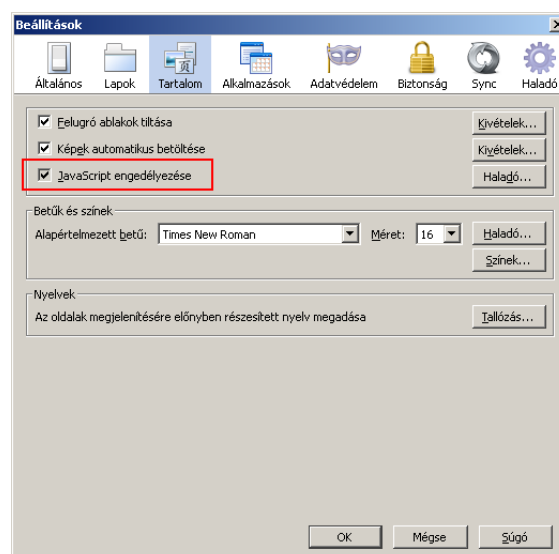 Beállítások
Általános Lapok Tartalom Alkalmazások Adatvédelem Biztonság Sync Haladó
Felugró ablakok tiltása Kivételek...
Képek automatikus betöltése Kivételek...
JavaScript engedélyezése Haladó...
Betűk és színek
Alapértelmezett betű: Times New Roman Méret: 16 Haladó...
Színek...
Nyelvek
Az oldalak megjelenítésére előnyben részesített nyelv megadása Tallózás...
OK Mégse Súgó